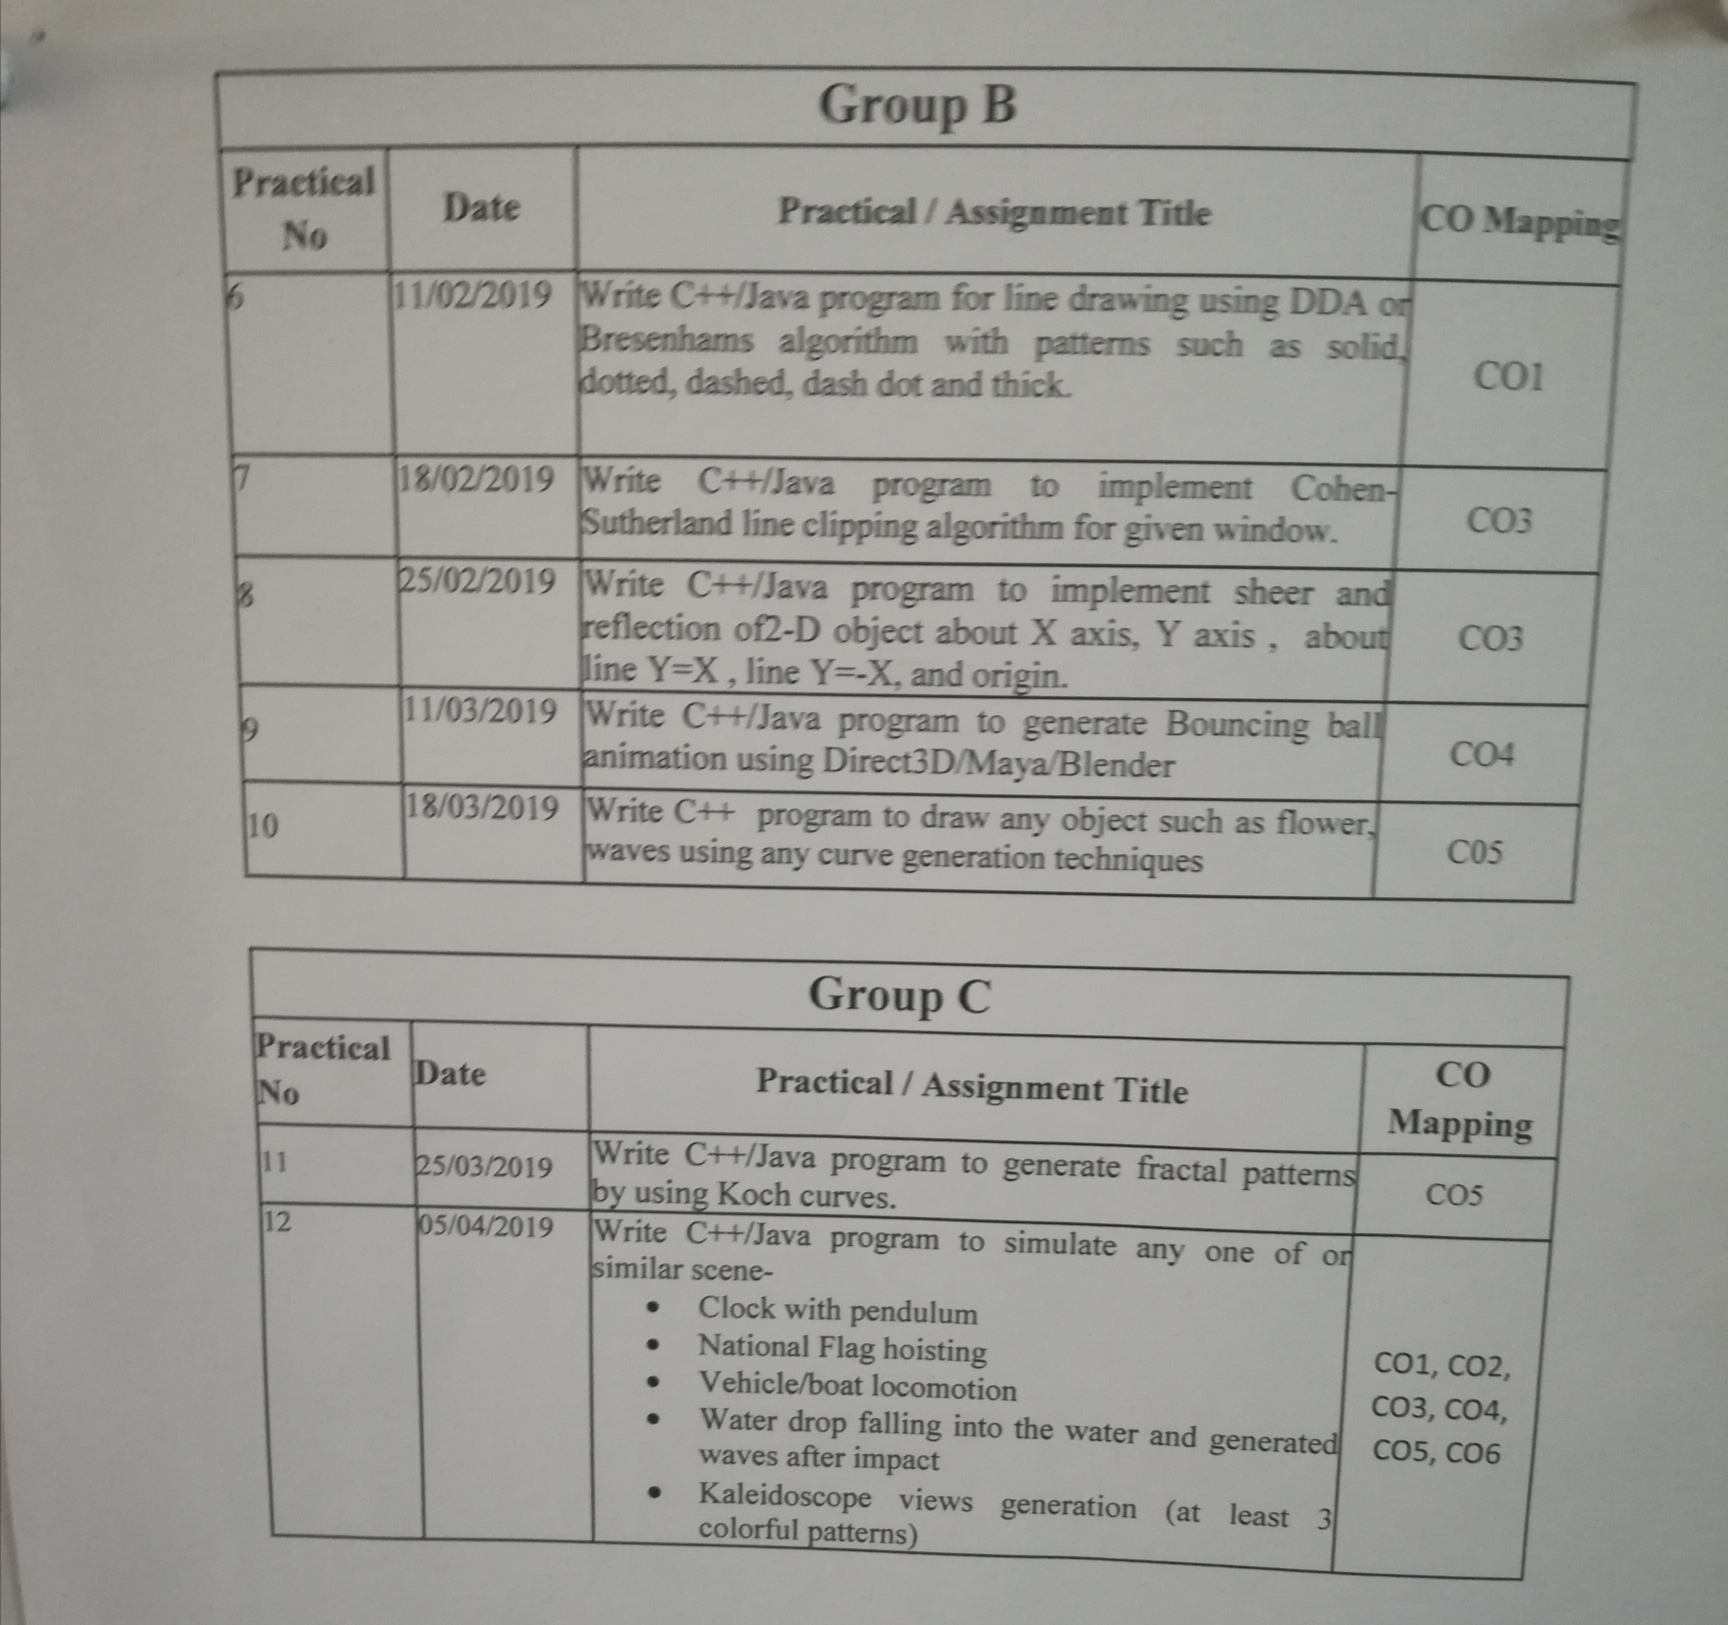 Group B
Practical No
Date
Practical / Assignment Title
CO Mapping
6
11/02/2019
Write C++/Java program for line drawing using DDA or
Bresenhams algorithm with patterns such as solid,
dotted, dashed, dash dot and thick.
CO1
7
18/02/2019
Write C++/Java program to implement Cohen-
Sutherland line clipping algorithm for given window.
CO3
8
25/02/2019
Write C++/Java program to implement sheer and
reflection of2-D object about X axis, Y axis , about
line Y=X , line Y=-X, and origin.
CO3
9
11/03/2019
Write C++/Java program to generate Bouncing ball
animation using Direct3D/Maya/Blender
CO4
10
18/03/2019
Write C++ program to draw any object such as flower,
waves using any curve generation techniques
C05
Group C
Practical
No
Date
Practical / Assignment Title
CO
Mapping
11
25/03/2019
Write C++/Java program to generate fractal patterns
by using Koch curves.
CO5
12
05/04/2019
Write C++/Java program to simulate any one of or
similar scene-
• Clock with pendulum
• National Flag hoisting
• Vehicle/boat locomotion
• Water drop falling into the water and generated
waves after impact
• Kaleidoscope views generation (at least 3
colorful patterns)
CO1, CO2,
CO3, CO4,
CO5, CO6